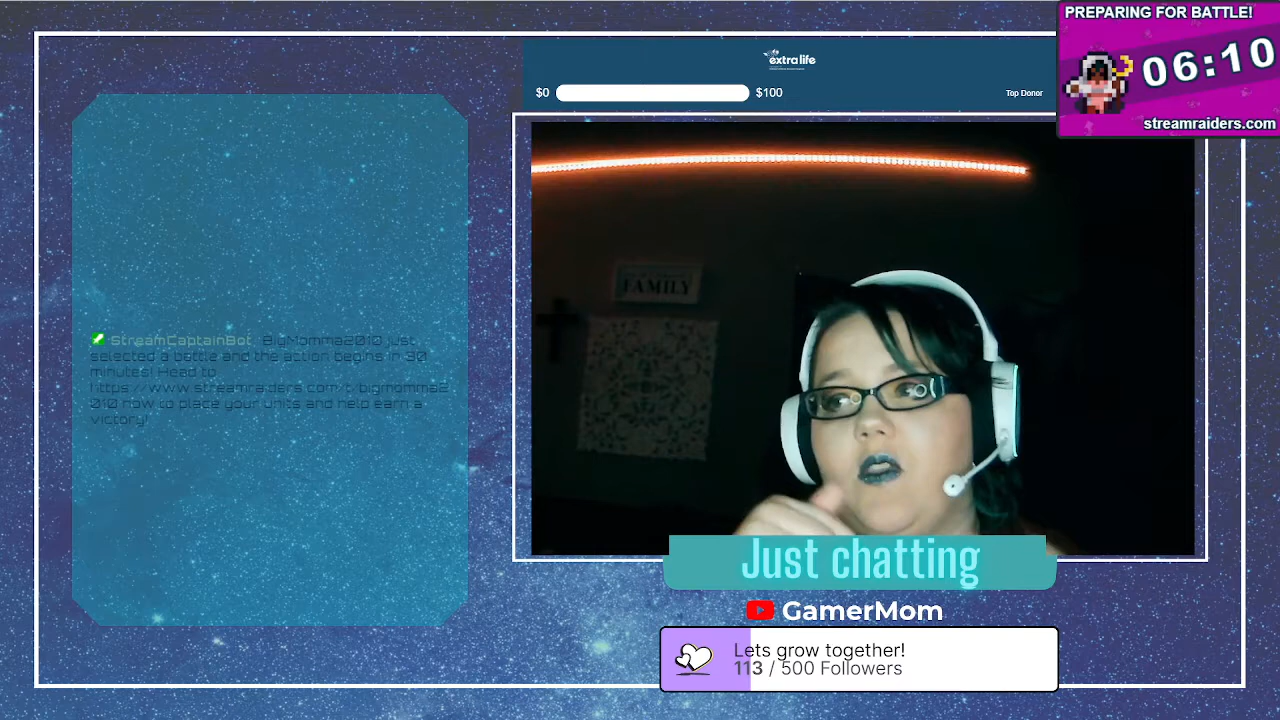 PREPARING FOR BATTLE!
06:10
streamraiders.com
extralife
$0
$100
Top Donor
FAMILY
StreamCaptainBot BigMomma2010 just
selected a battle and the action begins in 30
minutes! Head to
https://www.streamraiders.com/t/bigmomma2
010 now to place your units and help earn a
victory!
Just chatting
GamerMom
Lets grow together!
113 / 500 Followers